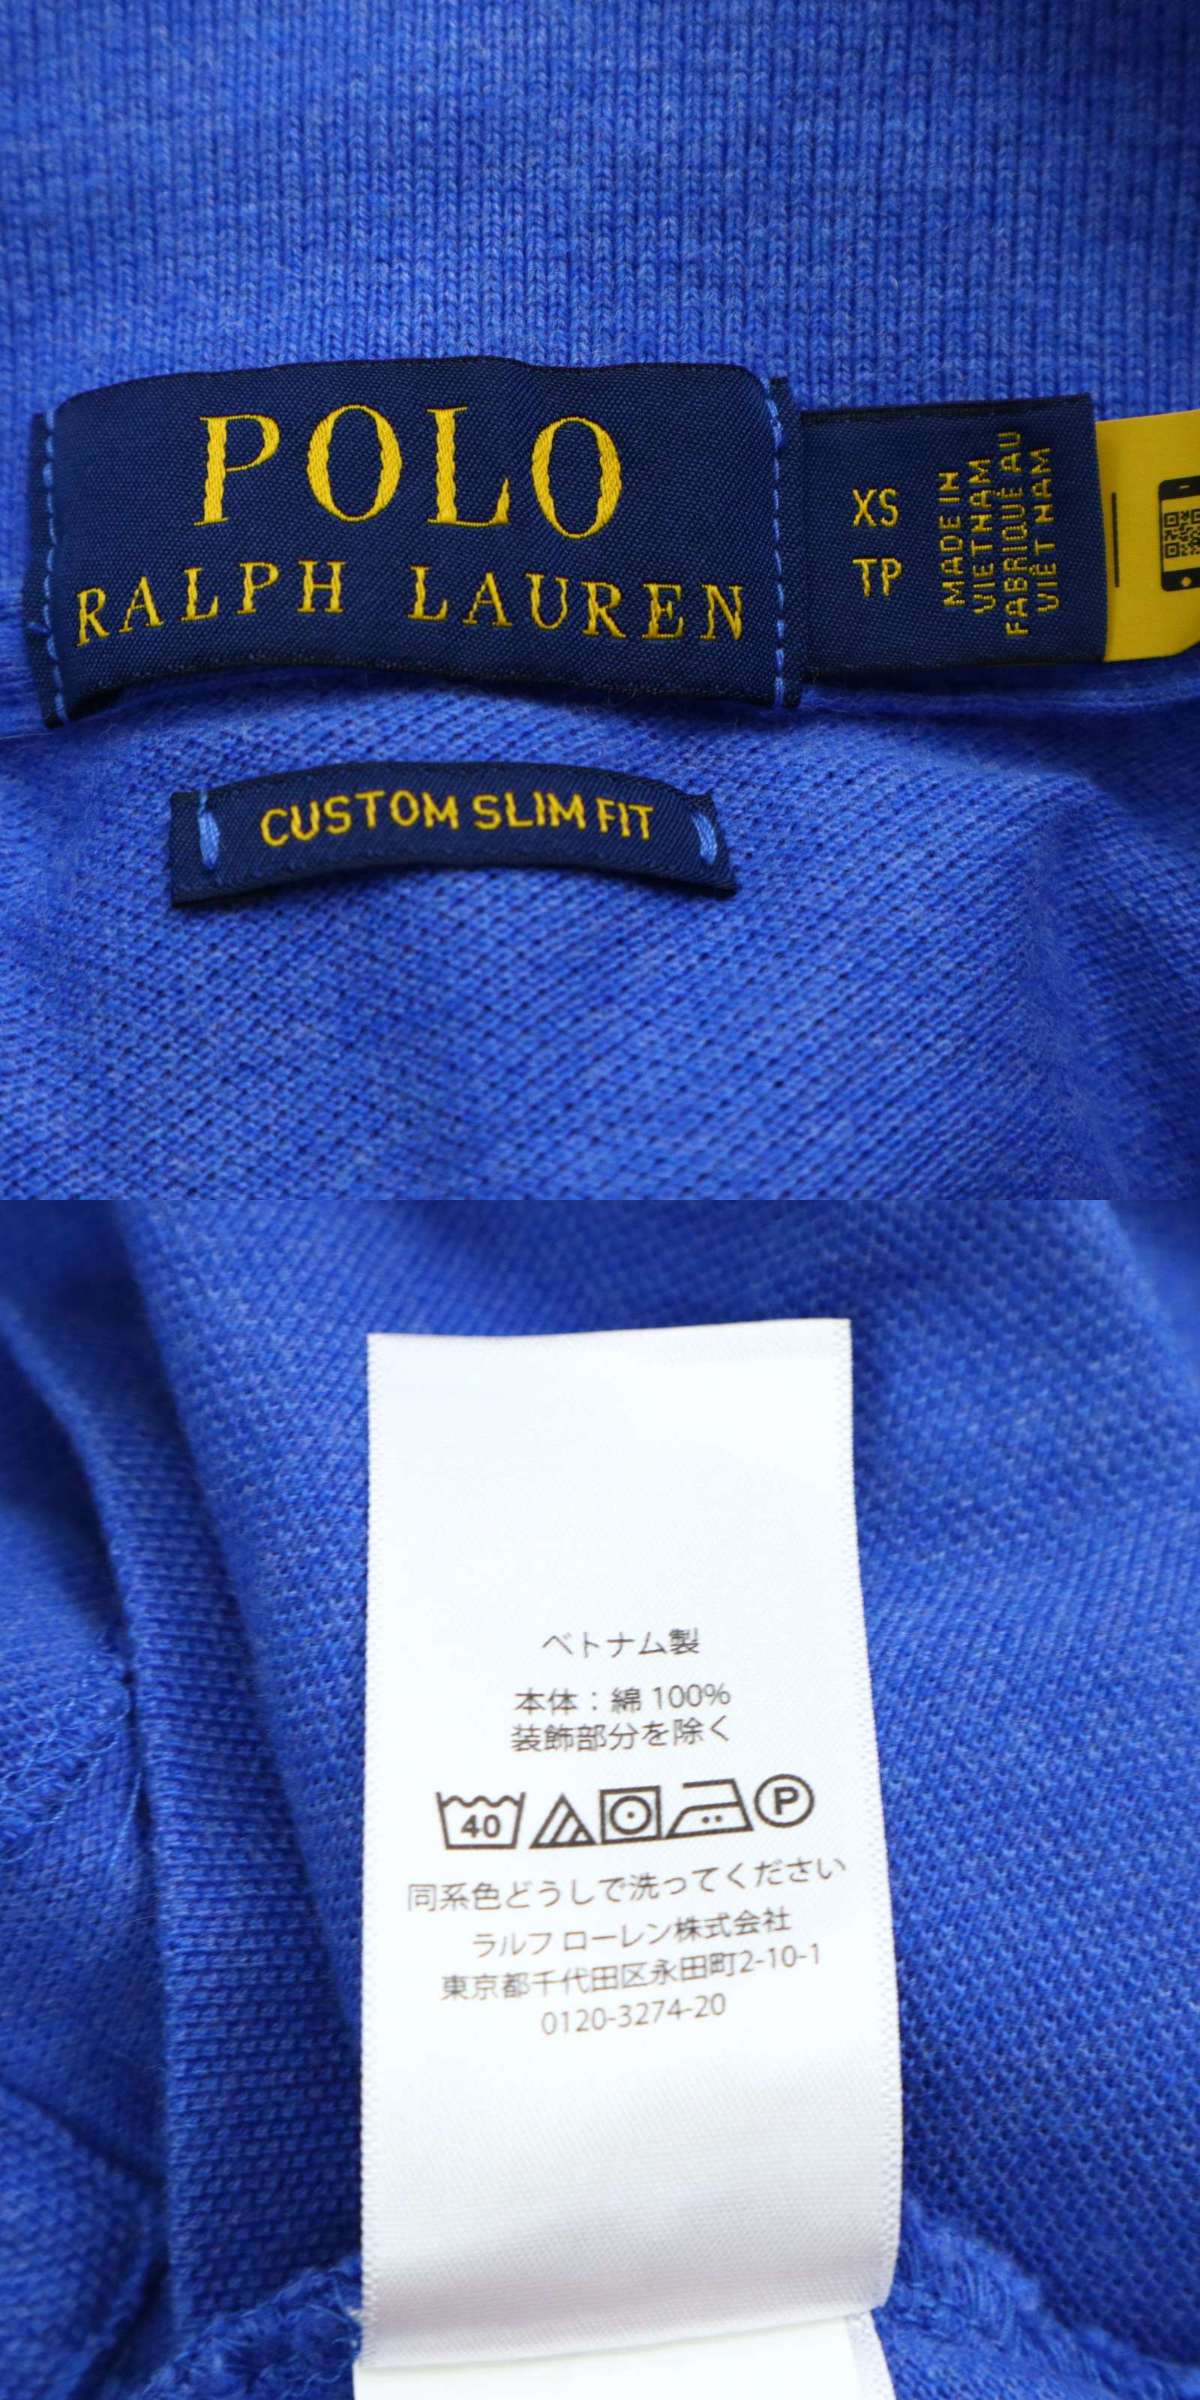 POLO
RALPH LAUREN
XS
TP
MADE IN
VIETNAM
FABRIQUÉ AU
VIÊT NAM
CUSTOM SLIM FIT
ベトナム製
本体：綿 100%
装飾部分を除く
40 P
同系色どうしで洗ってください
ラルフ ローレン株式会社
東京都千代田区永田町2-10-1
0120-3274-20